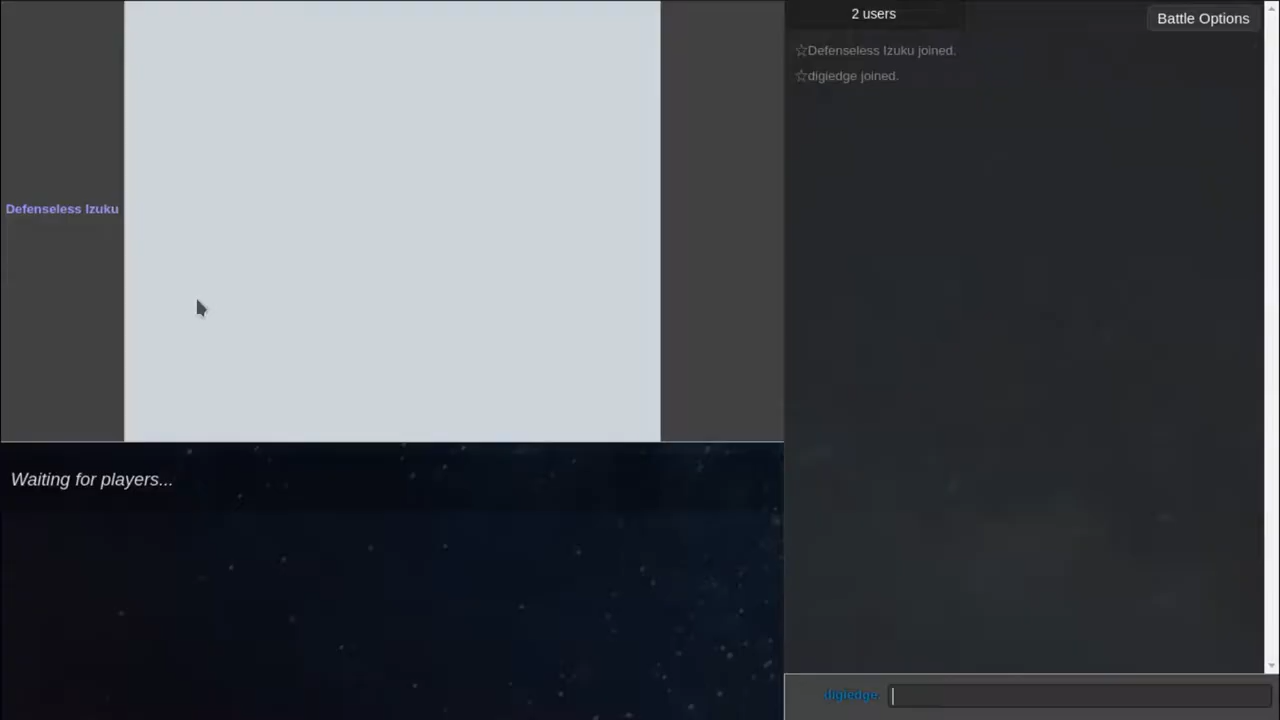 2 users
Battle Options
☆Defenseless Izuku joined.
☆digiedge joined.
Defenseless Izuku
Waiting for players...
digiedge: